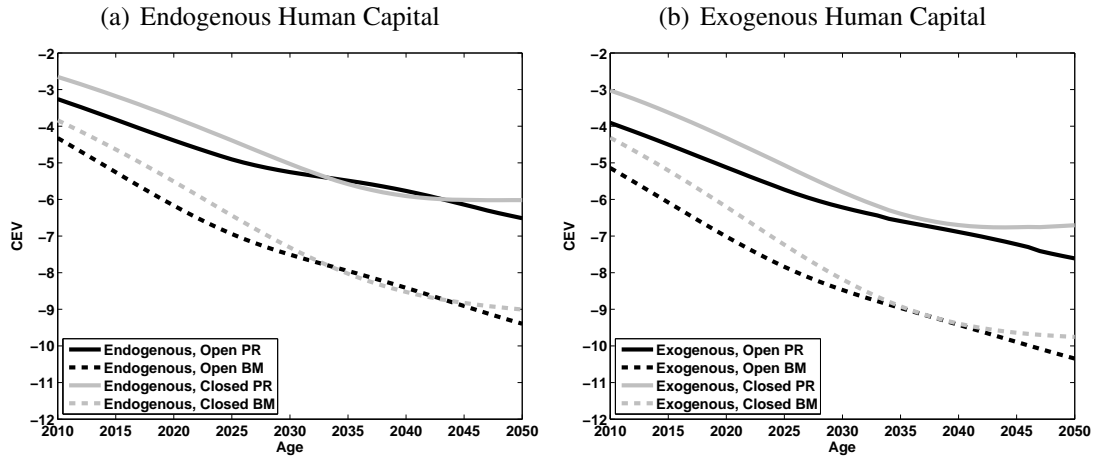 (a) Endogenous Human Capital
−2
−3
−4
−5
−6
−7
−8
−9
−10
−11
−12
CEV
Endogenous, Open PR
Endogenous, Open BM
Endogenous, Closed PR
Endogenous, Closed BM
2010 2015 2020 2025 2030 2035 2040 2045 2050
Age
(b) Exogenous Human Capital
−2
−3
−4
−5
−6
−7
−8
−9
−10
−11
−12
CEV
Exogenous, Open PR
Exogenous, Open BM
Exogenous, Closed PR
Exogenous, Closed BM
2010 2015 2020 2025 2030 2035 2040 2045 2050
Age